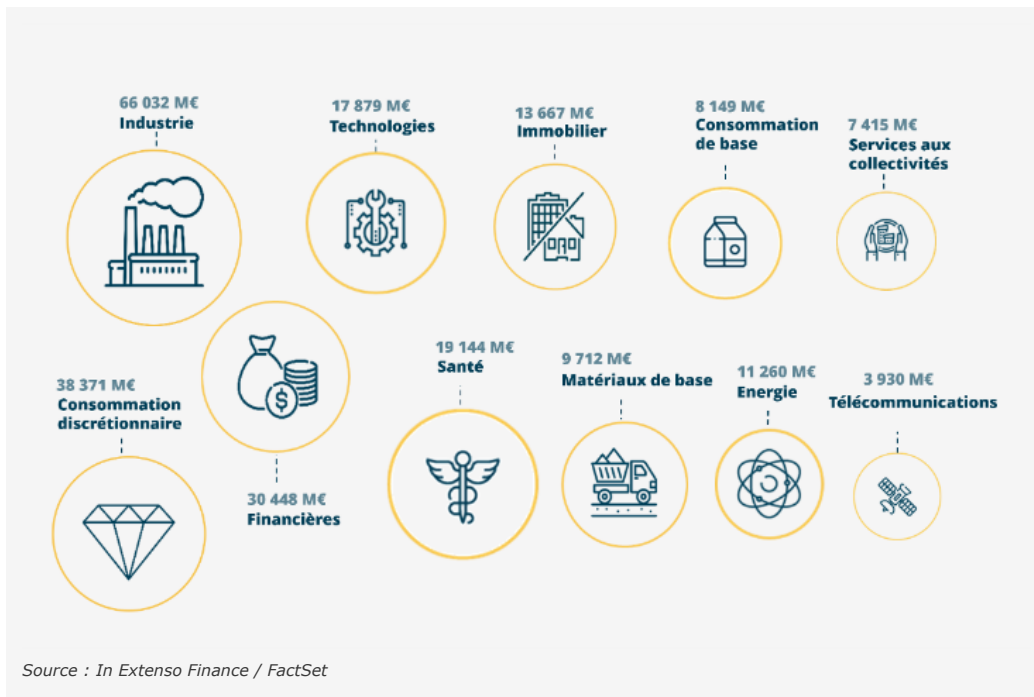 66 032 M€
Industrie
17 879 M€
Technologies
13 667 M€
Immobilier
8 149 M€
Consommation
de base
7 415 M€
Services aux
collectivités
38 371 M€
Consommation
discrétionnaire
30 448 M€
Financières
19 144 M€
Santé
9 712 M€
Matériaux de base
11 260 M€
Energie
3 930 M€
Télécommunications
$
Source : In Extenso Finance / FactSet